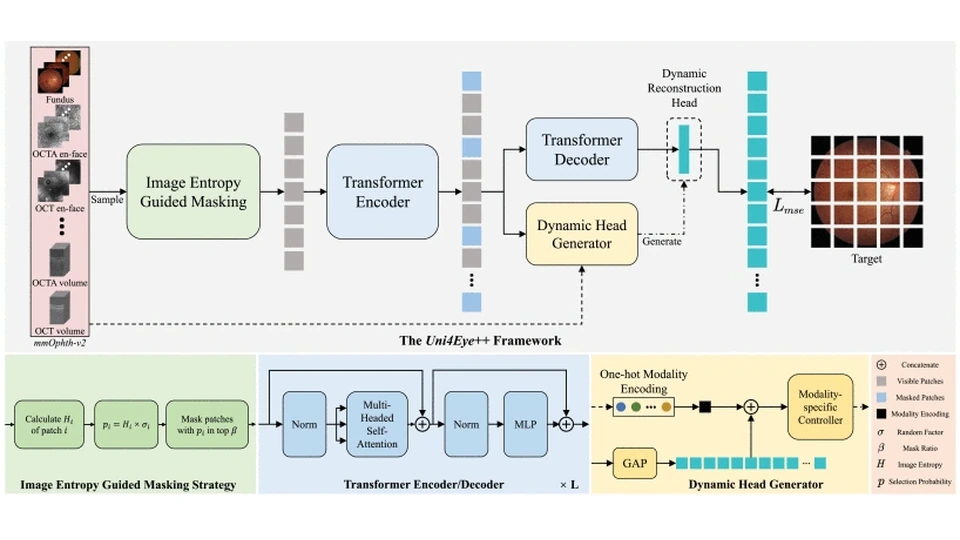 Fundus
OCTA en-face
OCT en-face
OCTA volume
OCT volume
mmOphth-v2
Sample
Image Entropy
Guided Masking
Transformer
Encoder
Transformer
Decoder
Dynamic Head
Generator
Generate
Dynamic
Reconstruction
Head
L_mse
Target
The Uni4Eye++ Framework
Calculate H_i
of patch i
p_i = H_i × σ_i
Mask patches
with p_i in top β
Image Entropy Guided Masking Strategy
Norm
Multi-
Headed
Self-
Attention
Norm
MLP
Transformer Encoder/Decoder
× L
One-hot Modality
Encoding
GAP
Modality-
specific
Controller
Dynamic Head Generator
Concatenate
Visible Patches
Masked Patches
Modality Encoding
σ Random Factor
β Mask Ratio
H Image Entropy
p Selection Probability